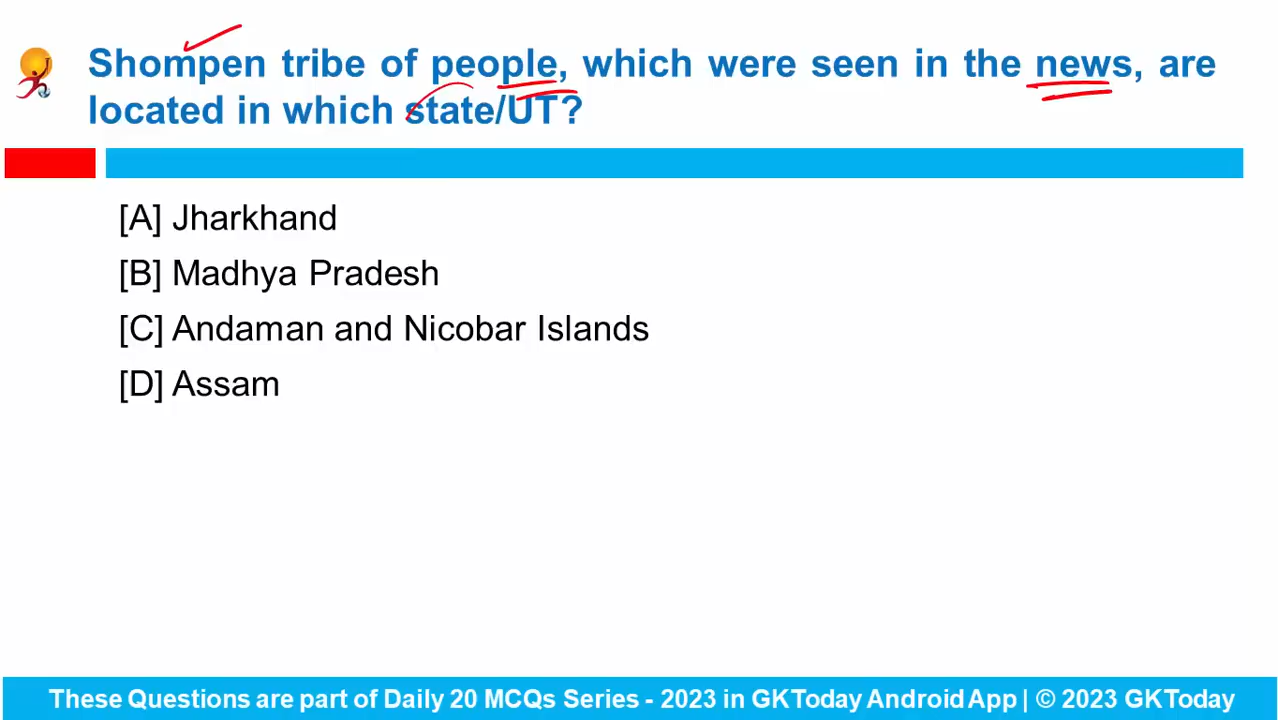 Shompen tribe of people, which were seen in the news, are
located in which state/UT?
[A] Jharkhand
[B] Madhya Pradesh
[C] Andaman and Nicobar Islands
[D] Assam
These Questions are part of Daily 20 MCQs Series - 2023 in GKToday Android App | © 2023 GKToday